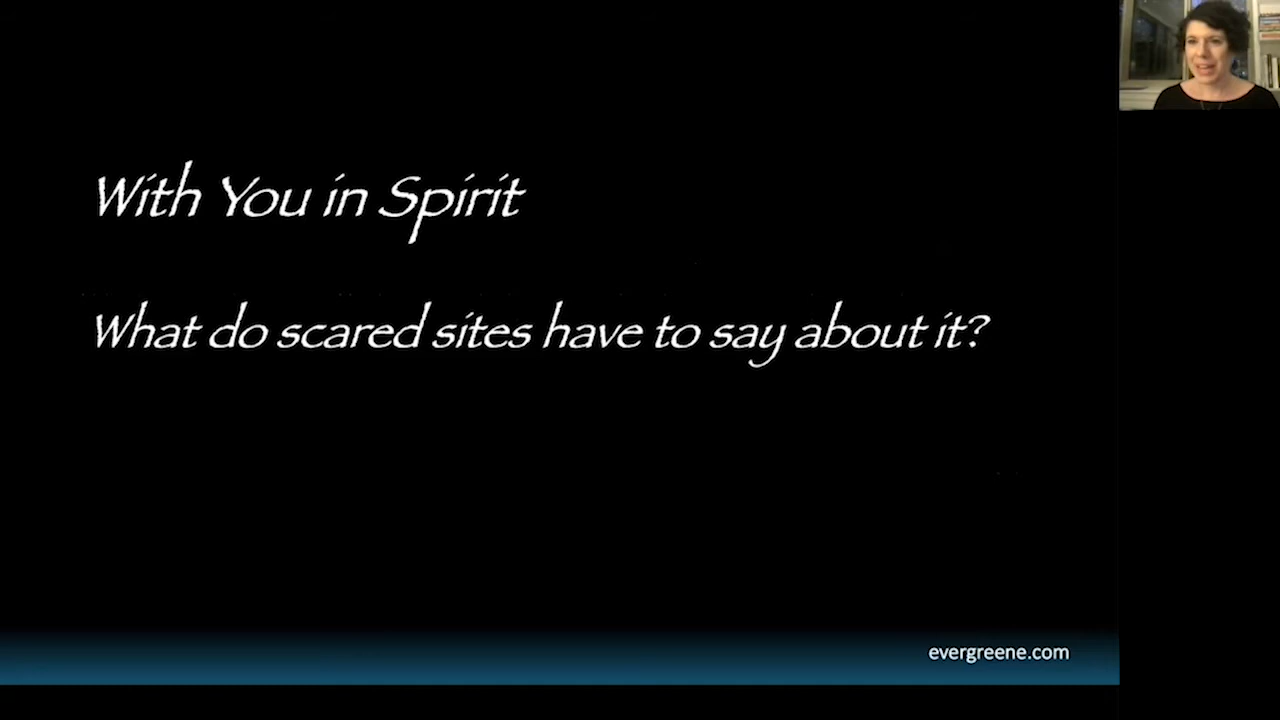 With You in Spirit
What do scared sites have to say about it?
evergreene.com